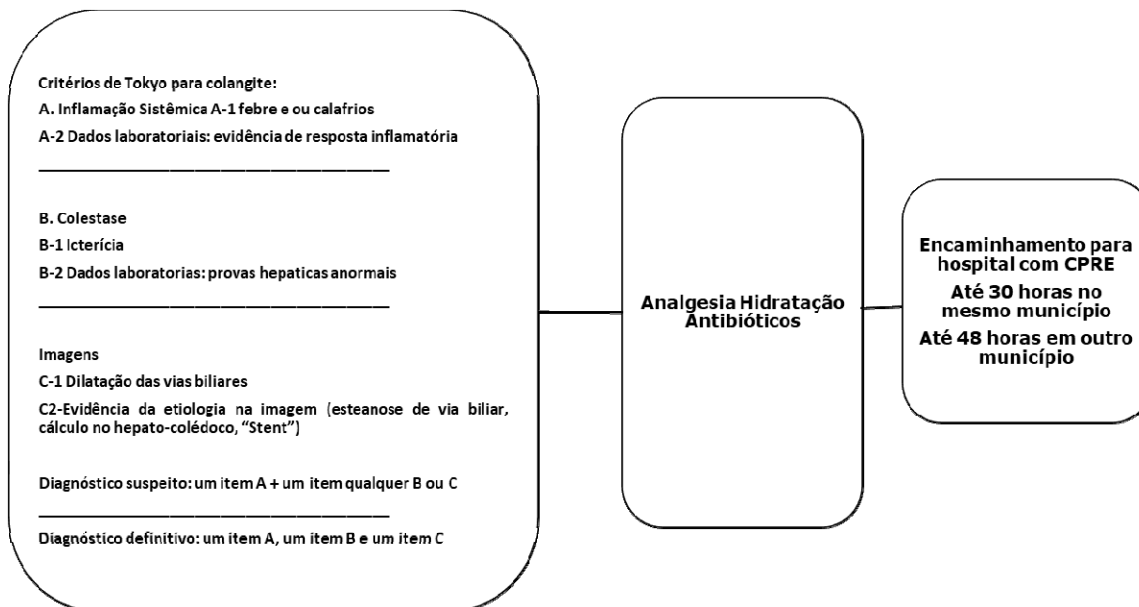 Critérios de Tokyo para colangite:
A. Inflamação Sistêmica A-1 febre e ou calafrios
A-2 Dados laboratoriais: evidência de resposta inflamatória
B. Colestase
B-1 Icterícia
B-2 Dados laboratorias: provas hepaticas anormais
Imagens
C-1 Dilatação das vias biliares
C2-Evidência da etiologia na imagem (esteanose de via biliar,
cálculo no hepato-colédoco, “Stent”)
Diagnóstico suspeito: um item A + um item qualquer B ou C
Diagnóstico definitivo: um item A, um item B e um item C
Analgesia Hidratação
Antibióticos
Encaminhamento para
hospital com CPRE
Até 30 horas no
mesmo município
Até 48 horas em outro
município